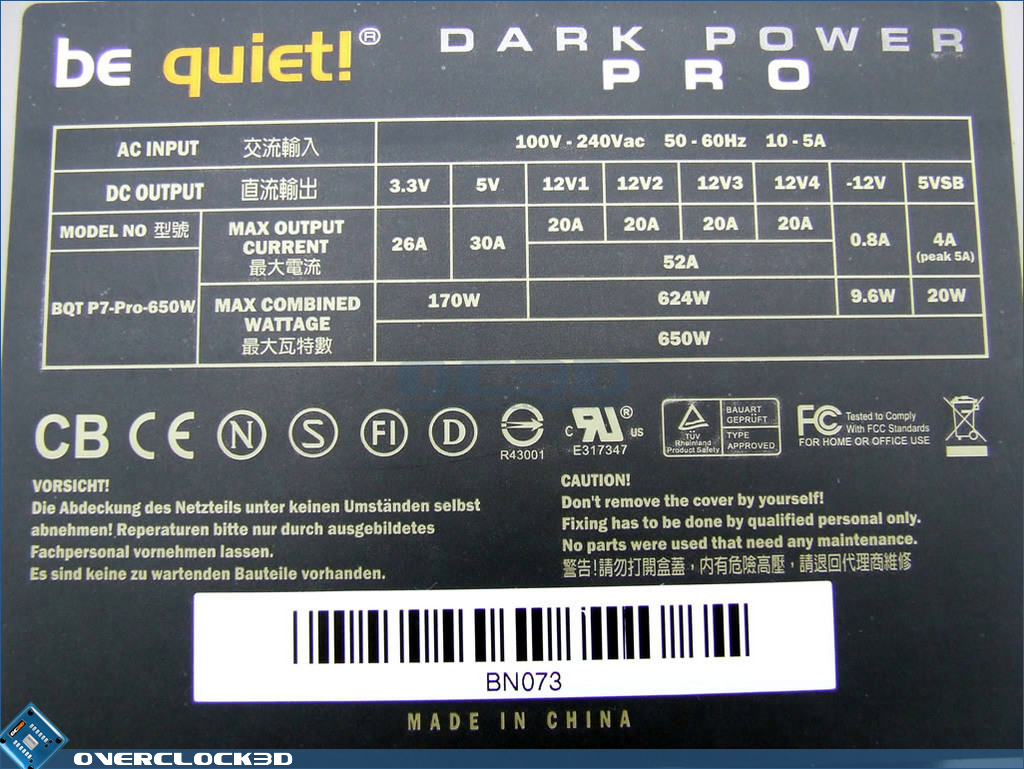 be quiet!®
DARK POWER
PRO
AC INPUT 交流輸入 100V - 240Vac 50 - 60Hz 10 - 5A
DC OUTPUT 直流輸出 3.3V 5V 12V1 12V2 12V3 12V4 -12V 5VSB
MODEL NO 型號
MAX OUTPUT
CURRENT
最大電流
26A 30A 20A 20A 20A 20A 0.8A 4A
(peak 5A)
52A
BQT P7-Pro-650W
MAX COMBINED
WATTAGE
最大瓦特數
170W 624W 9.6W 20W
650W
CB CE N S FI D
R43001
C RU® US
E317347
TÜV
Rheinland
Product Safety
BAUART
GEPRÜFT
TYPE
APPROVED
FC Tested to Comply
With FCC Standards
FOR HOME OR OFFICE USE
VORSICHT!
Die Abdeckung des Netzteils unter keinen Umständen selbst
abnehmen! Reperaturen bitte nur durch ausgebildetes
Fachpersonal vornehmen lassen.
Es sind keine zu wartenden Bauteile vorhanden.
CAUTION!
Don't remove the cover by yourself!
Fixing has to be done by qualified personal only.
No parts were used that need any maintenance.
警告!請勿打開盒蓋，内有危險高壓，請退回代理商維修
BN073
MADE IN CHINA
OVERCLOCK3D